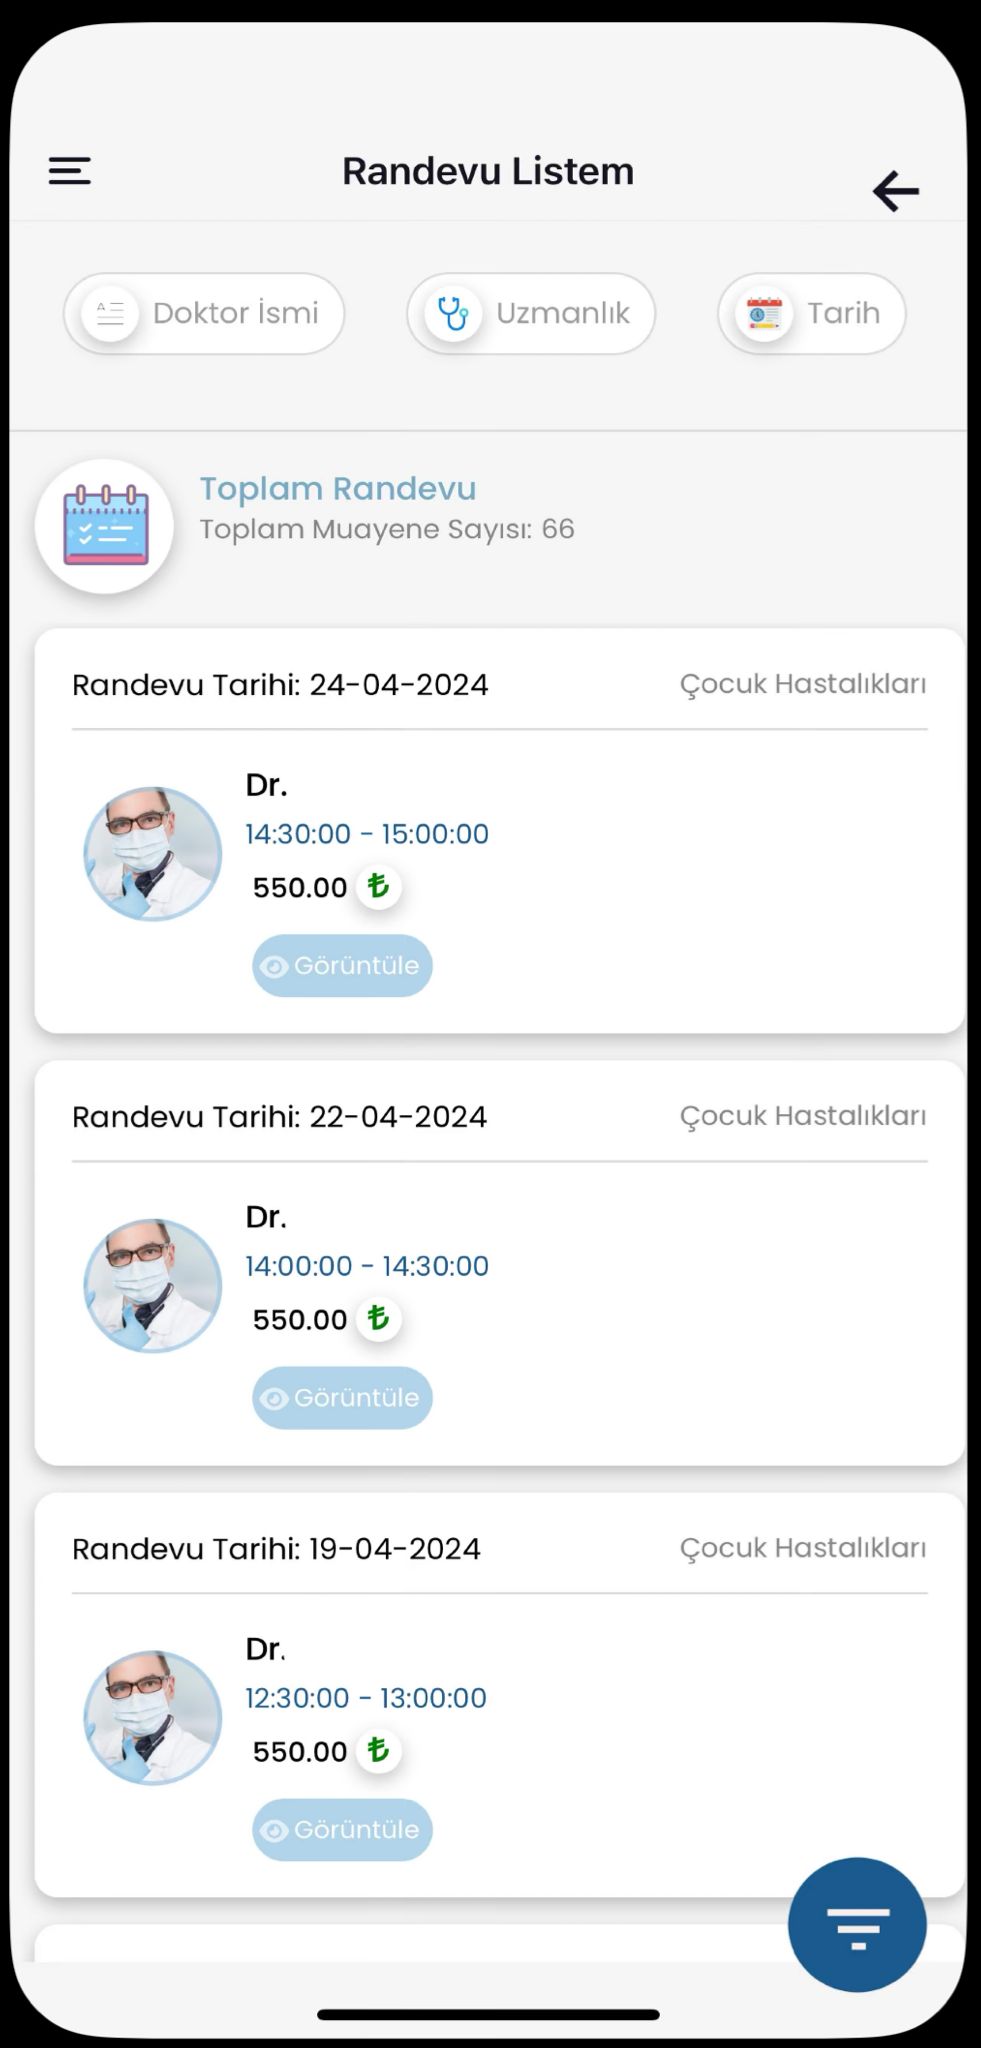 Randevu Listem
Doktor İsmi
Uzmanlık
Tarih
Toplam Randevu
Toplam Muayene Sayısı: 66
Randevu Tarihi: 24-04-2024
Çocuk Hastalıkları
Dr.
14:30:00 - 15:00:00
550.00 ₺
Görüntüle
Randevu Tarihi: 22-04-2024
Çocuk Hastalıkları
Dr.
14:00:00 - 14:30:00
550.00 ₺
Görüntüle
Randevu Tarihi: 19-04-2024
Çocuk Hastalıkları
Dr.
12:30:00 - 13:00:00
550.00 ₺
Görüntüle